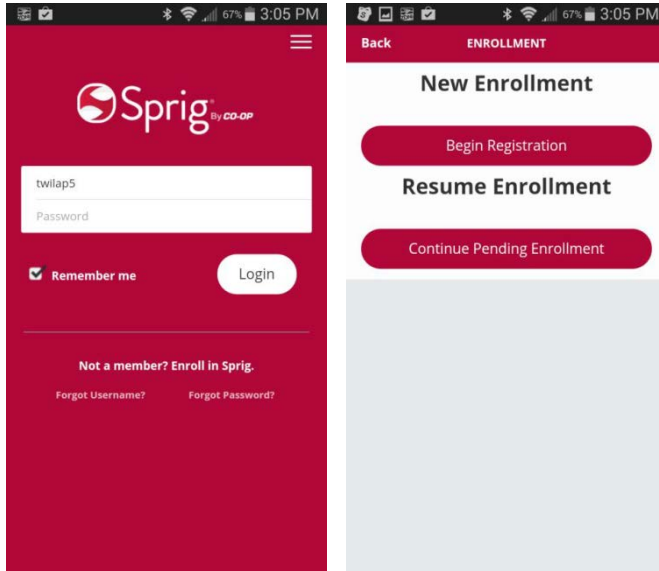 67% 3:05 PM
Sprig By CO-OP
twilap5
Password
Remember me
Login
Not a member? Enroll in Sprig.
Forgot Username?
Forgot Password?
67% 3:05 PM
Back
ENROLLMENT
New Enrollment
Begin Registration
Resume Enrollment
Continue Pending Enrollment